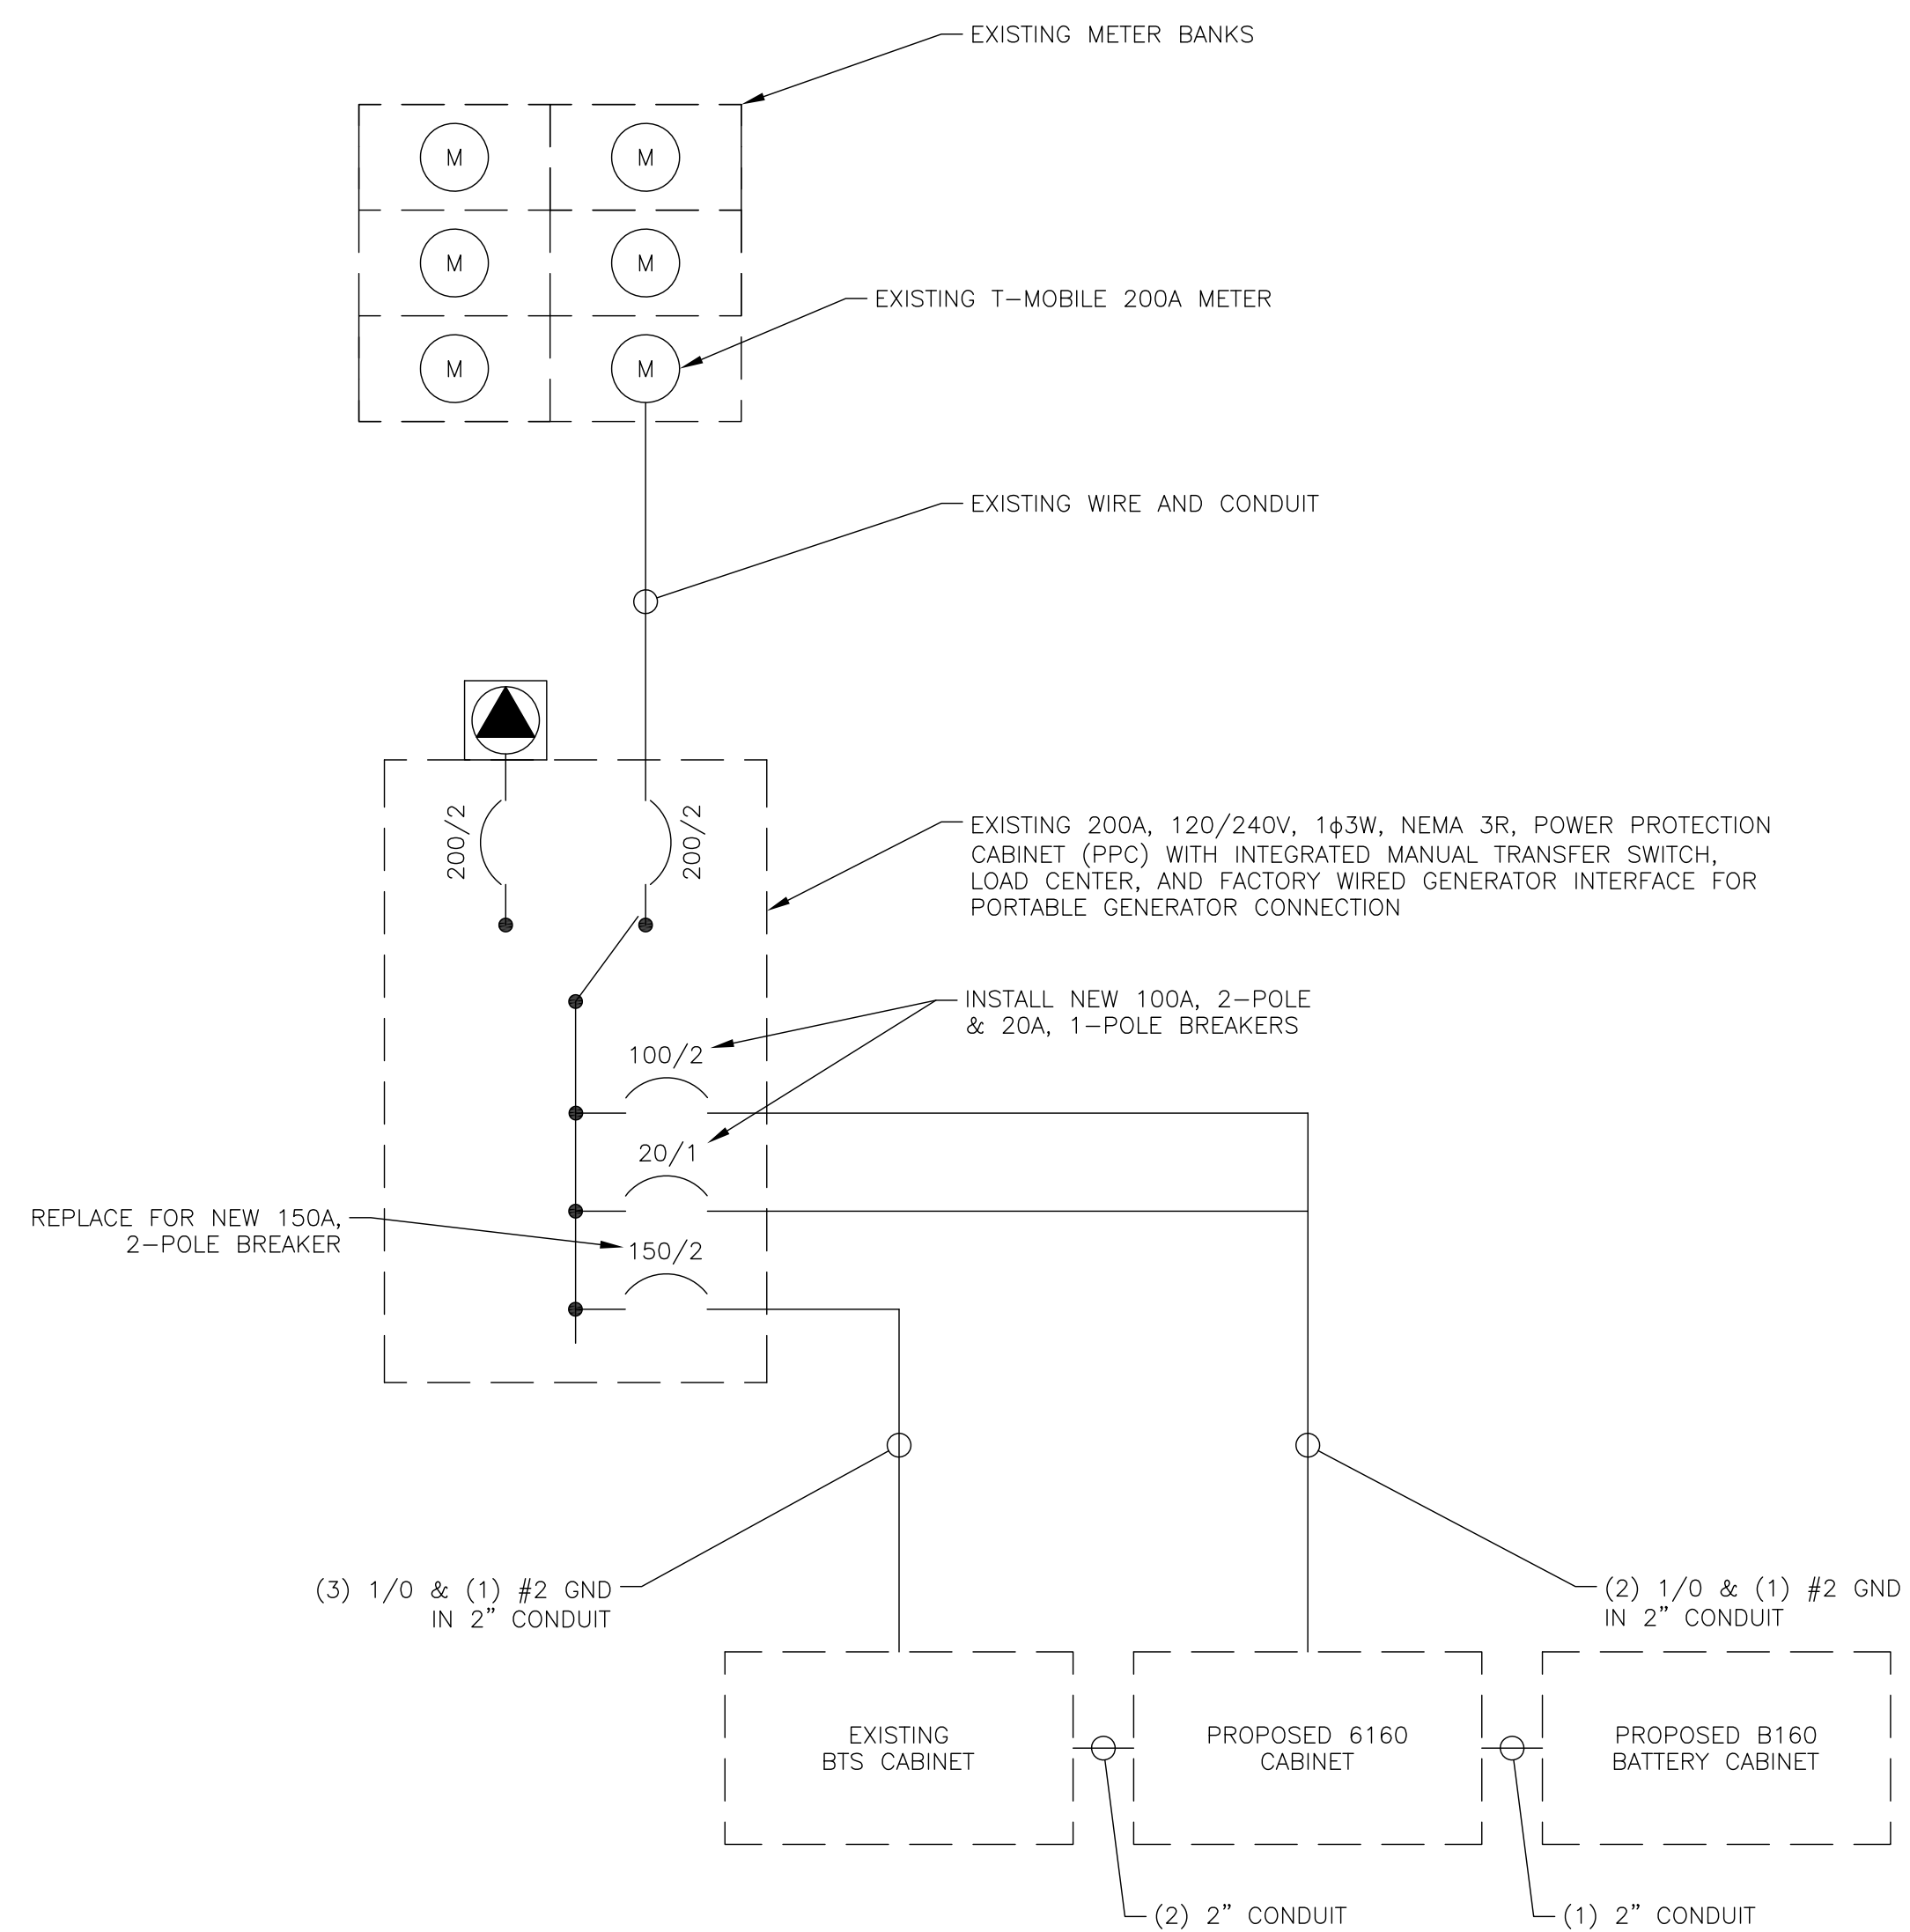 EXISTING METER BANKS
M M
M M
EXISTING T-MOBILE 200A METER
M M
EXISTING WIRE AND CONDUIT
200/2
200/2
EXISTING 200A, 120/240V, 1ϕ3W, NEMA 3R, POWER PROTECTION
CABINET (PPC) WITH INTEGRATED MANUAL TRANSFER SWITCH,
LOAD CENTER, AND FACTORY WIRED GENERATOR INTERFACE FOR
PORTABLE GENERATOR CONNECTION
INSTALL NEW 100A, 2-POLE
& 20A, 1-POLE BREAKERS
100/2
20/1
REPLACE FOR NEW 150A,
2-POLE BREAKER
150/2
(3) 1/0 & (1) #2 GND
IN 2" CONDUIT
(2) 1/0 & (1) #2 GND
IN 2" CONDUIT
EXISTING
BTS CABINET
PROPOSED 6160
CABINET
PROPOSED B160
BATTERY CABINET
(2) 2" CONDUIT
(1) 2" CONDUIT